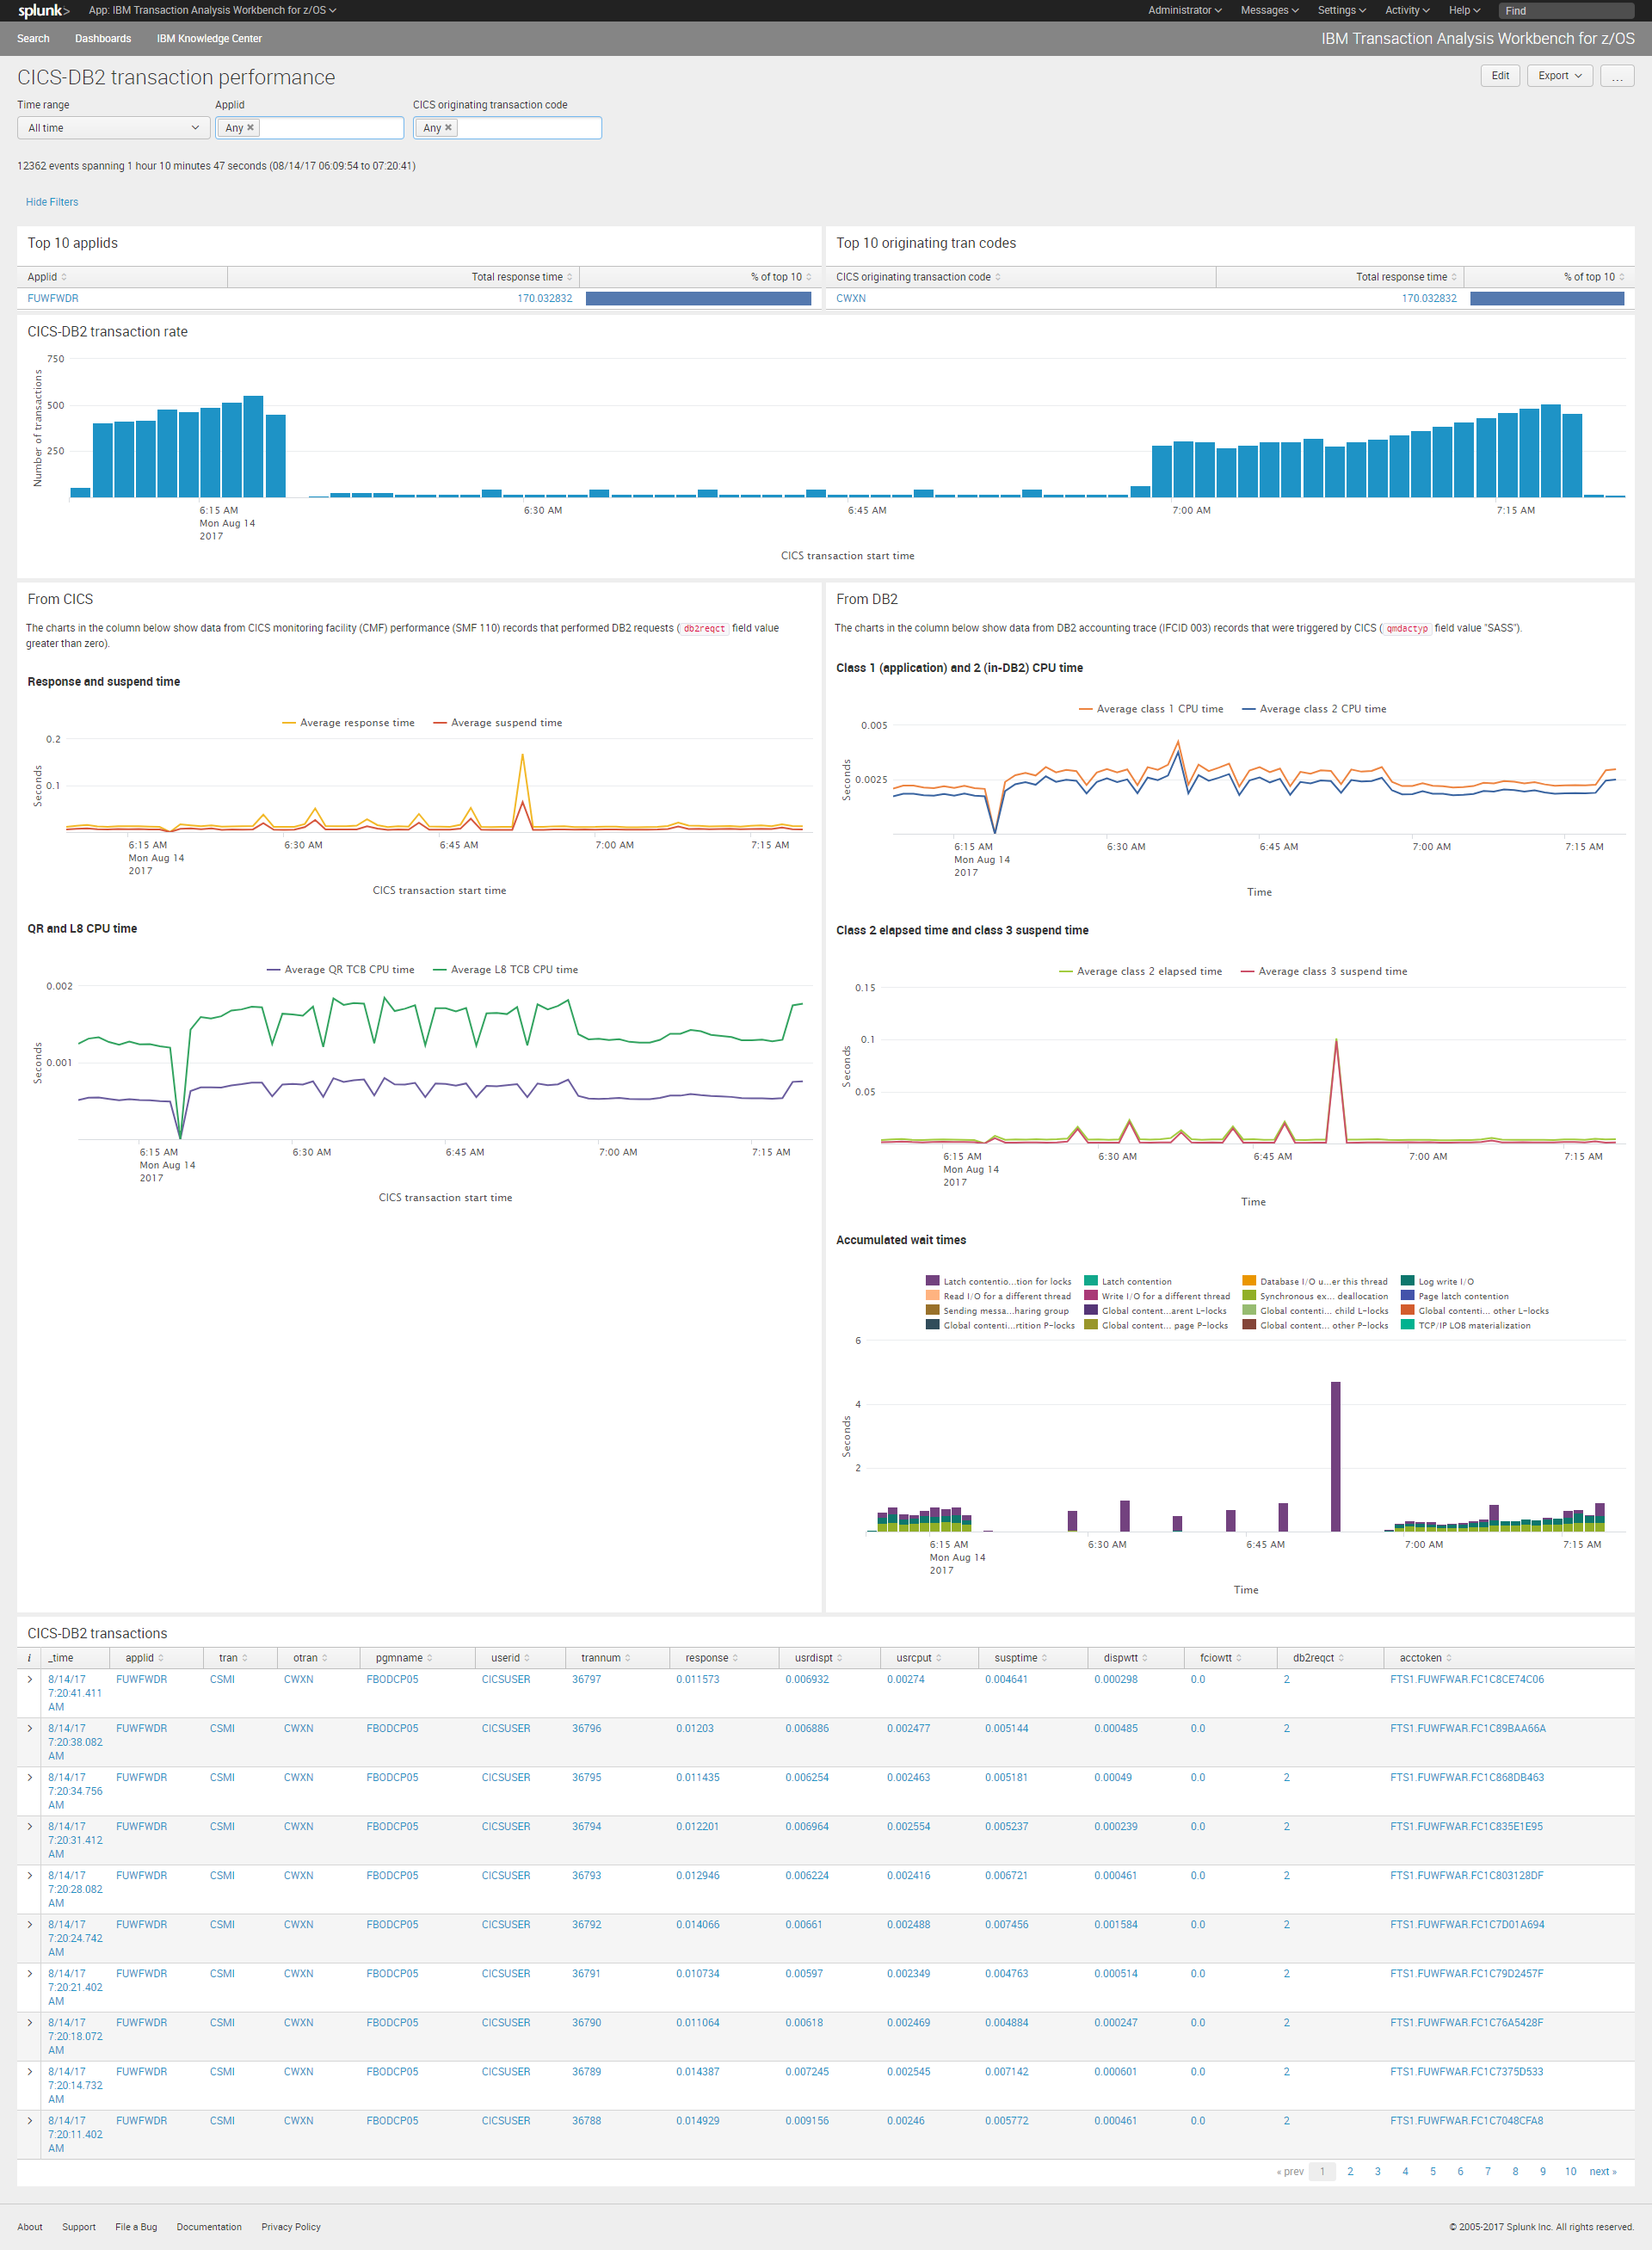 splunk> App: IBM Transaction Analysis Workbench for z/OS Administrator Messages Settings Activity Help Find
Search Dashboards IBM Knowledge Center IBM Transaction Analysis Workbench for z/OS
CICS-DB2 transaction performance
Edit Export ...
Time range Applid CICS originating transaction code
All time Any Any
12362 events spanning 1 hour 10 minutes 47 seconds (08/14/17 06:09:54 to 07:20:41)
Hide Filters
Top 10 applids
Applid Total response time % of top 10
FUWFWDR 170.032832
Top 10 originating tran codes
CICS originating transaction code Total response time % of top 10
CWXN 170.032832
CICS-DB2 transaction rate
Number of transactions
750
500
250
6:15 AM 6:30 AM 6:45 AM 7:00 AM 7:15 AM
Mon Aug 14
2017
CICS transaction start time
From CICS
The charts in the column below show data from CICS monitoring facility (CMF) performance (SMF 110) records that performed DB2 requests ( db2reqct field value
greater than zero).
Response and suspend time
Average response time Average suspend time
Seconds
0.2
0.1
6:15 AM 6:30 AM 6:45 AM 7:00 AM 7:15 AM
Mon Aug 14
2017
CICS transaction start time
QR and L8 CPU time
Average QR TCB CPU time Average L8 TCB CPU time
Seconds
0.002
0.001
6:15 AM 6:30 AM 6:45 AM 7:00 AM 7:15 AM
Mon Aug 14
2017
CICS transaction start time
From DB2
The charts in the column below show data from DB2 accounting trace (IFCID 003) records that were triggered by CICS ( qmdactyp field value "SASS").
Class 1 (application) and 2 (in-DB2) CPU time
Average class 1 CPU time Average class 2 CPU time
Seconds
0.005
0.0025
6:15 AM 6:30 AM 6:45 AM 7:00 AM 7:15 AM
Mon Aug 14
2017
Time
Class 2 elapsed time and class 3 suspend time
Average class 2 elapsed time Average class 3 suspend time
Seconds
0.15
0.1
0.05
6:15 AM 6:30 AM 6:45 AM 7:00 AM 7:15 AM
Mon Aug 14
2017
Time
Accumulated wait times
Latch contentio...tion for locks Latch contention Database I/O u...er this thread Log write I/O
Read I/O for a different thread Write I/O for a different thread Synchronous ex... deallocation Page latch contention
Sending messa...haring group Global content...arent L-locks Global contenti... child L-locks Global contenti... other L-locks
Global contenti...rtition P-locks Global content... page P-locks Global content... other P-locks TCP/IP LOB materialization
Seconds
6
4
2
6:15 AM 6:30 AM 6:45 AM 7:00 AM 7:15 AM
Mon Aug 14
2017
Time
CICS-DB2 transactions
i _time applid tran otran pgmname userid trannum response usrdispt usrcput susptime dispwtt fciowtt db2reqct acctoken
8/14/17 FUWFWDR CSMI CWXN FBODCP05 CICSUSER 36797 0.011573 0.006932 0.00274 0.004641 0.000298 0.0 2 FTS1.FUWFWAR.FC1C8CE74C06
7:20:41.411
AM
8/14/17 FUWFWDR CSMI CWXN FBODCP05 CICSUSER 36796 0.01203 0.006886 0.002477 0.005144 0.000485 0.0 2 FTS1.FUWFWAR.FC1C89BAA66A
7:20:38.082
AM
8/14/17 FUWFWDR CSMI CWXN FBODCP05 CICSUSER 36795 0.011435 0.006254 0.002463 0.005181 0.00049 0.0 2 FTS1.FUWFWAR.FC1C868DB463
7:20:34.756
AM
8/14/17 FUWFWDR CSMI CWXN FBODCP05 CICSUSER 36794 0.012201 0.006964 0.002554 0.005237 0.000239 0.0 2 FTS1.FUWFWAR.FC1C835E1E95
7:20:31.412
AM
8/14/17 FUWFWDR CSMI CWXN FBODCP05 CICSUSER 36793 0.012946 0.006224 0.002416 0.006721 0.000461 0.0 2 FTS1.FUWFWAR.FC1C803128DF
7:20:28.082
AM
8/14/17 FUWFWDR CSMI CWXN FBODCP05 CICSUSER 36792 0.014066 0.00661 0.002488 0.007456 0.001584 0.0 2 FTS1.FUWFWAR.FC1C7D01A694
7:20:24.742
AM
8/14/17 FUWFWDR CSMI CWXN FBODCP05 CICSUSER 36791 0.010734 0.00597 0.002349 0.004763 0.000514 0.0 2 FTS1.FUWFWAR.FC1C79D2457F
7:20:21.402
AM
8/14/17 FUWFWDR CSMI CWXN FBODCP05 CICSUSER 36790 0.011064 0.00618 0.002469 0.004884 0.000247 0.0 2 FTS1.FUWFWAR.FC1C76A5428F
7:20:18.072
AM
8/14/17 FUWFWDR CSMI CWXN FBODCP05 CICSUSER 36789 0.014387 0.007245 0.002545 0.007142 0.000601 0.0 2 FTS1.FUWFWAR.FC1C7375D533
7:20:14.732
AM
8/14/17 FUWFWDR CSMI CWXN FBODCP05 CICSUSER 36788 0.014929 0.009156 0.00246 0.005772 0.000461 0.0 2 FTS1.FUWFWAR.FC1C7048CFA8
7:20:11.402
AM
« prev 1 2 3 4 5 6 7 8 9 10 next »
About Support File a Bug Documentation Privacy Policy © 2005-2017 Splunk Inc. All rights reserved.